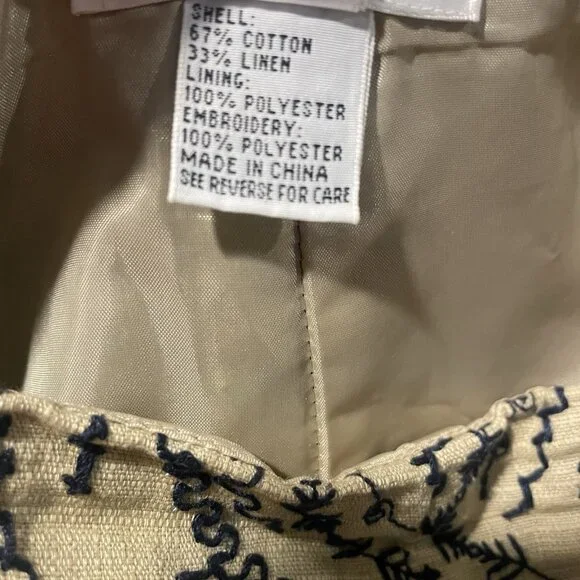 SHELL:
67% COTTON
33% LINEN
LINING:
100% POLYESTER
EMBROIDERY:
100% POLYESTER
MADE IN CHINA
SEE REVERSE FOR CARE